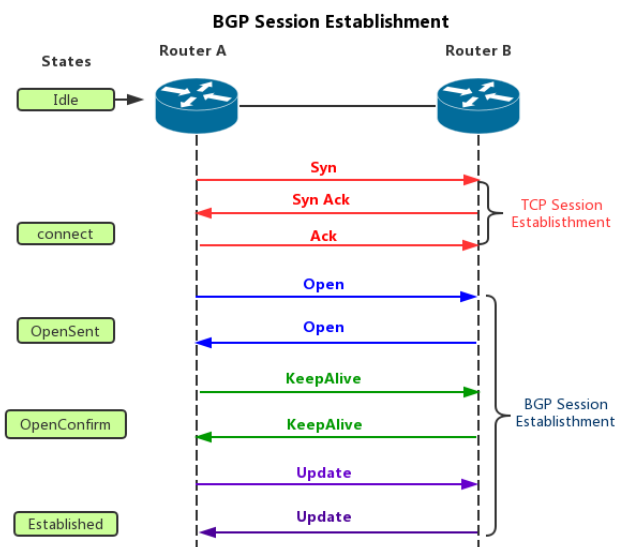 BGP Session Establishment
Router A
Router B
States
Idle
Syn
Syn Ack
TCP Session
Establisthment
connect
Ack
Open
OpenSent
Open
KeepAlive
BGP Session
Establisthment
OpenConfirm
KeepAlive
Update
Established
Update